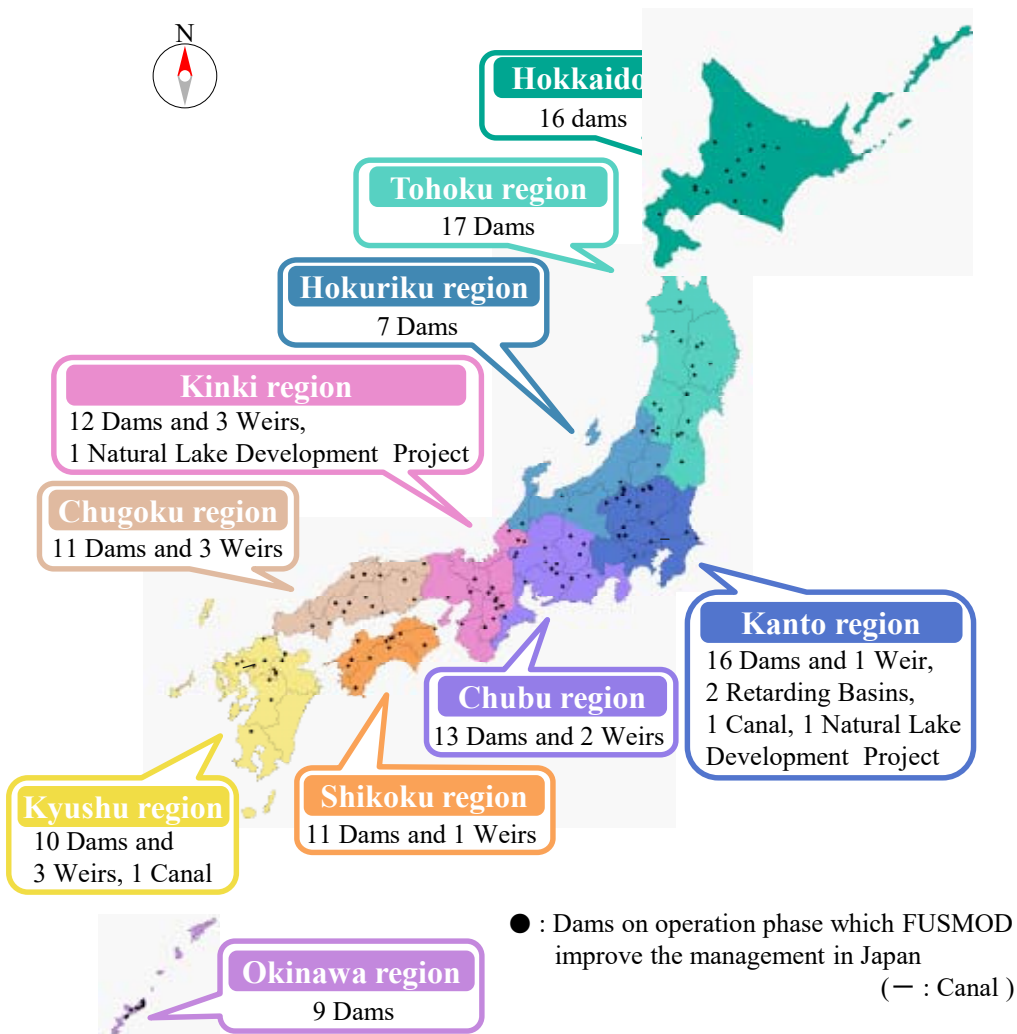 N
Hokkaido
16 dams
Tohoku region
17 Dams
Hokuriku region
7 Dams
Kinki region
12 Dams and 3 Weirs,
1 Natural Lake Development Project
Chugoku region
11 Dams and 3 Weirs
Kanto region
16 Dams and 1 Weir,
2 Retarding Basins,
1 Canal, 1 Natural Lake
Development Project
Chubu region
13 Dams and 2 Weirs
Shikoku region
11 Dams and 1 Weirs
Kyushu region
10 Dams and
3 Weirs, 1 Canal
Okinawa region
9 Dams
● : Dams on operation phase which FUSMOD
improve the management in Japan
(− : Canal )